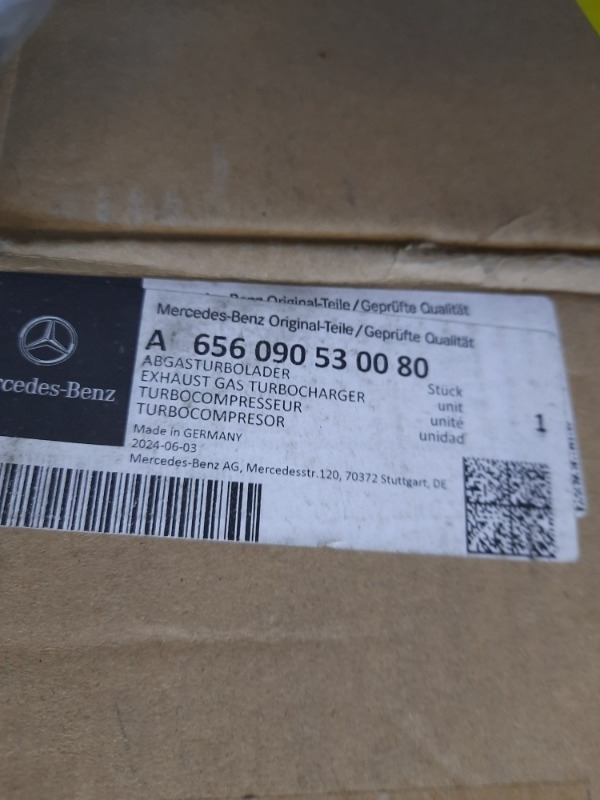 Original-Teile/Geprüfte Qualität
Mercedes-Benz Original-Teile/Geprüfte Qualität
A 656 090 53 00 80
ABGASTURBOLADER
EXHAUST GAS TURBOCHARGER
TURBOCOMPRESSEUR
TURBOCOMPRESOR
Stück
unit
unité
unidad
1
Made in GERMANY
2024-06-03
Mercedes-Benz AG, Mercedesstr.120, 70372 Stuttgart, DE
rcedes-Benz